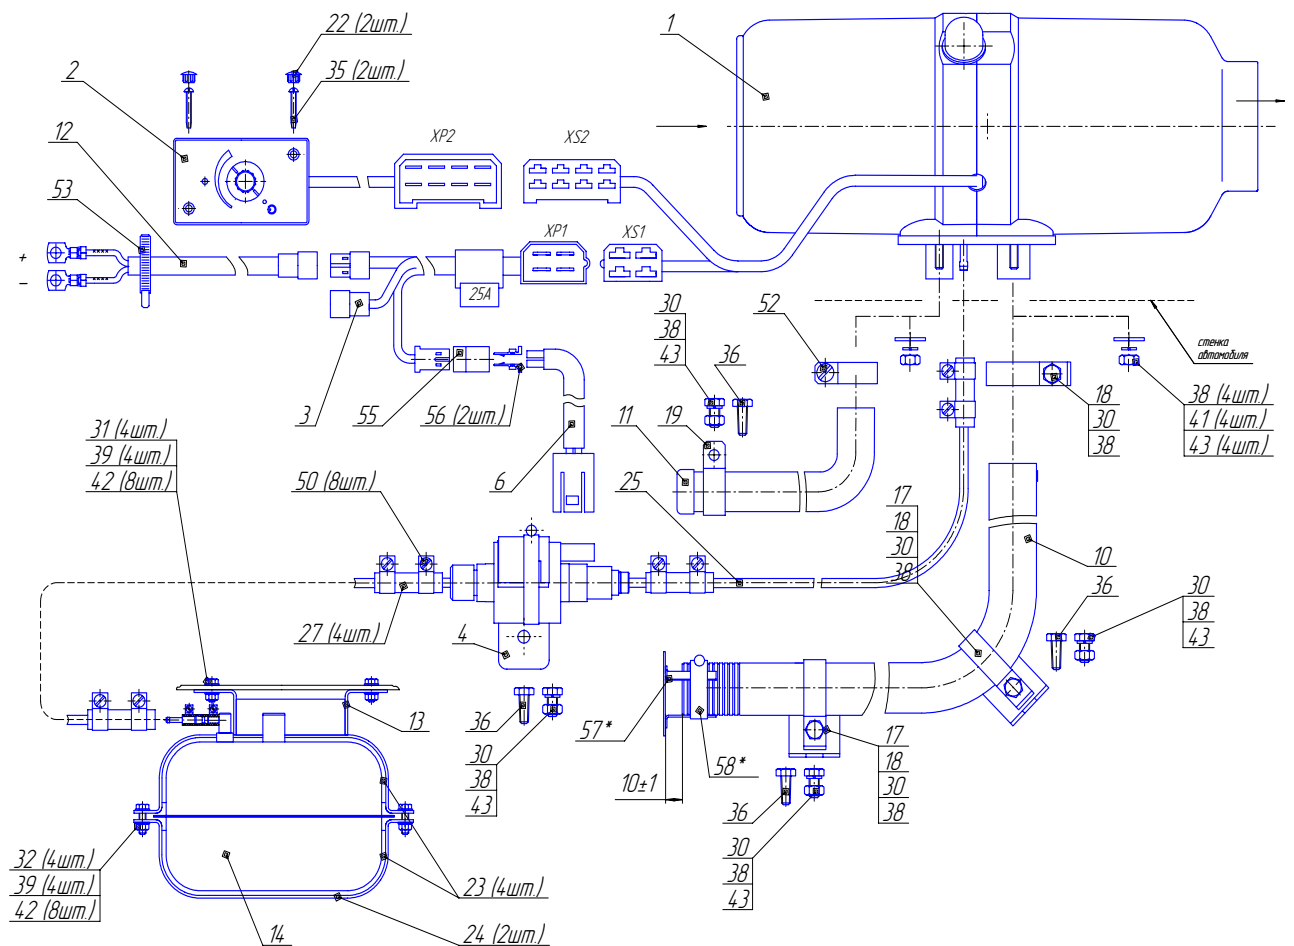 22 (2шт.)
1
2
35 (2шт.)
12
XP2
XS2
53
XP1
XS1
+
−
25А
30
38
43
52
36
стенка
автомобиля
3
55
56 (2шт.)
11
19
18
30
38
38 (4шт.)
41 (4шт.)
43 (4шт.)
31 (4шт.)
39 (4шт.)
42 (8шт.)
50 (8шт.)
6
25
17
18
30
38
10
36
30
38
43
27 (4шт.)
4
13
36
30
38
43
57*
58*
10±1
17
18
30
38
36
30
38
43
32 (4шт.)
39 (4шт.)
42 (8шт.)
23 (4шт.)
14
24 (2шт.)